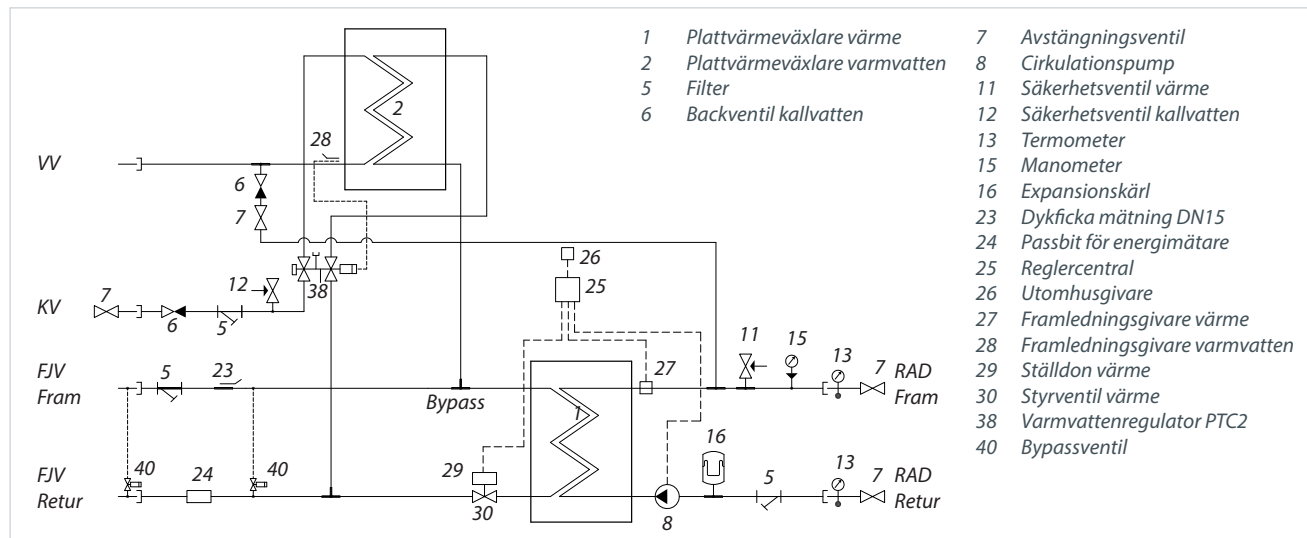 1 Plattvärmeväxlare värme
2 Plattvärmeväxlare varmvatten
5 Filter
6 Backventil kallvatten
7 Avstängningsventil
8 Cirkulationspump
11 Säkerhetsventil värme
12 Säkerhetsventil kallvatten
13 Termometer
15 Manometer
16 Expansionskärl
23 Dykficka mätning DN15
24 Passbit för energimätare
25 Reglercentral
26 Utomhusgivare
27 Framledningsgivare värme
28 Framledningsgivare varmvatten
29 Ställdon värme
30 Styrventil värme
38 Varmvattenregulator PTC2
40 Bypassventil
2
28
VV
6
7
26
12
38
25
7
KV
6
5
11
15
FJV
Fram
5
23
Bypass
1
27
13
7
RAD
Fram
16
FJV
Retur
40
24
40
29
30
8
5
13
7
RAD
Retur